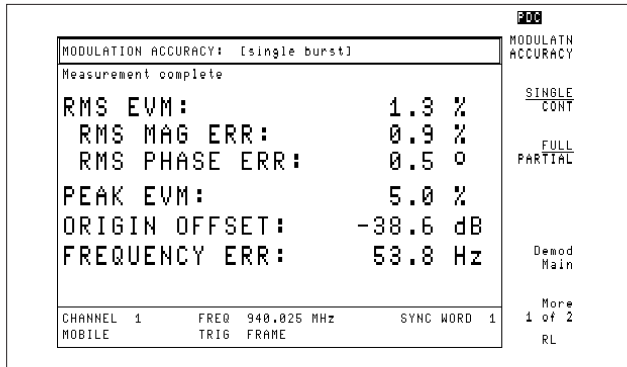 PDC
MODULATION ACCURACY: [single burst]
Measurement complete
RMS EVM: 1.3 %
RMS MAG ERR: 0.9 %
RMS PHASE ERR: 0.5 °
PEAK EVM: 5.0 %
ORIGIN OFFSET: -38.6 dB
FREQUENCY ERR: 53.8 Hz
CHANNEL 1 FREQ 940.025 MHz SYNC WORD 1
MOBILE TRIG FRAME
MODULATN
ACCURACY
SINGLE
CONT
FULL
PARTIAL
Demod
Main
More
1 of 2
RL